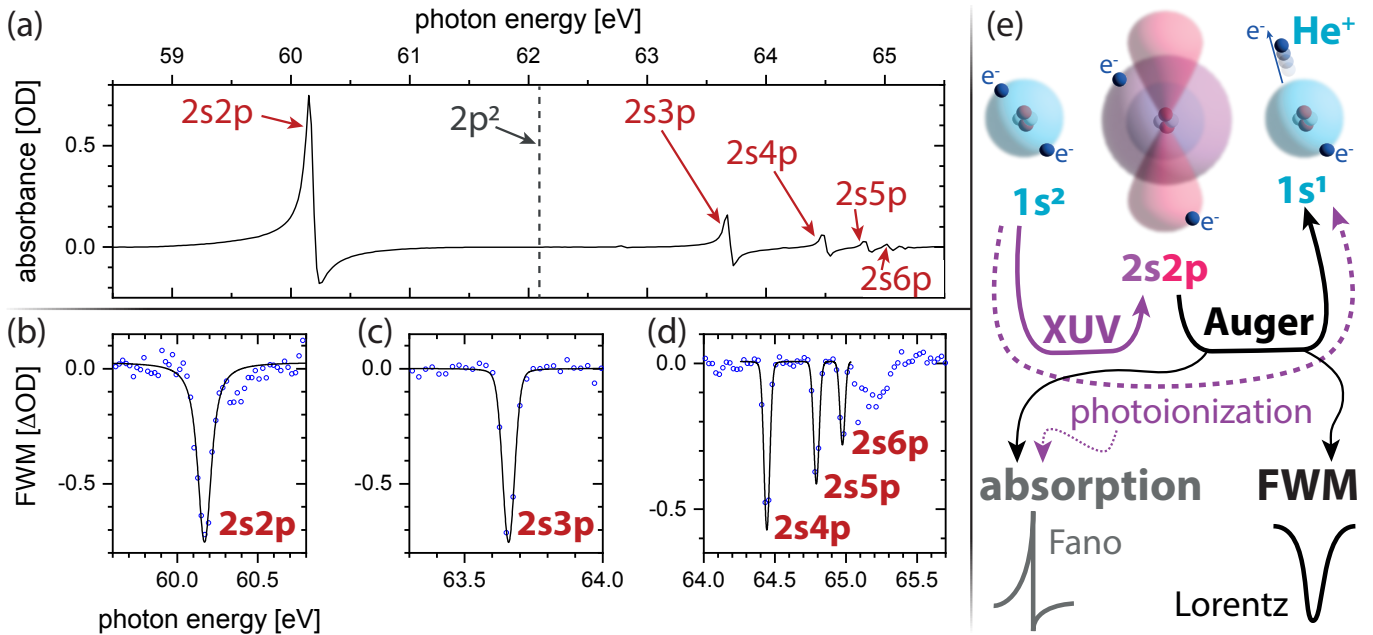 (a)
photon energy [eV]
59 60 61 62 63 64 65
absorbance [OD]
0.5
0.0
2s2p
2p²
2s3p
2s4p
2s5p
2s6p
(b)
FWM [ΔOD]
0.0
-0.5
2s2p
60.0 60.5
photon energy [eV]
(c)
0.0
-0.5
2s3p
63.5 64.0
(d)
0.0
-0.5
2s4p
2s5p
2s6p
64.0 64.5 65.0 65.5
(e)
e-
e-
1s²
e-
e-
2s2p
e-
He+
e-
1s¹
XUV
Auger
photoionization
absorption
FWM
Fano
Lorentz